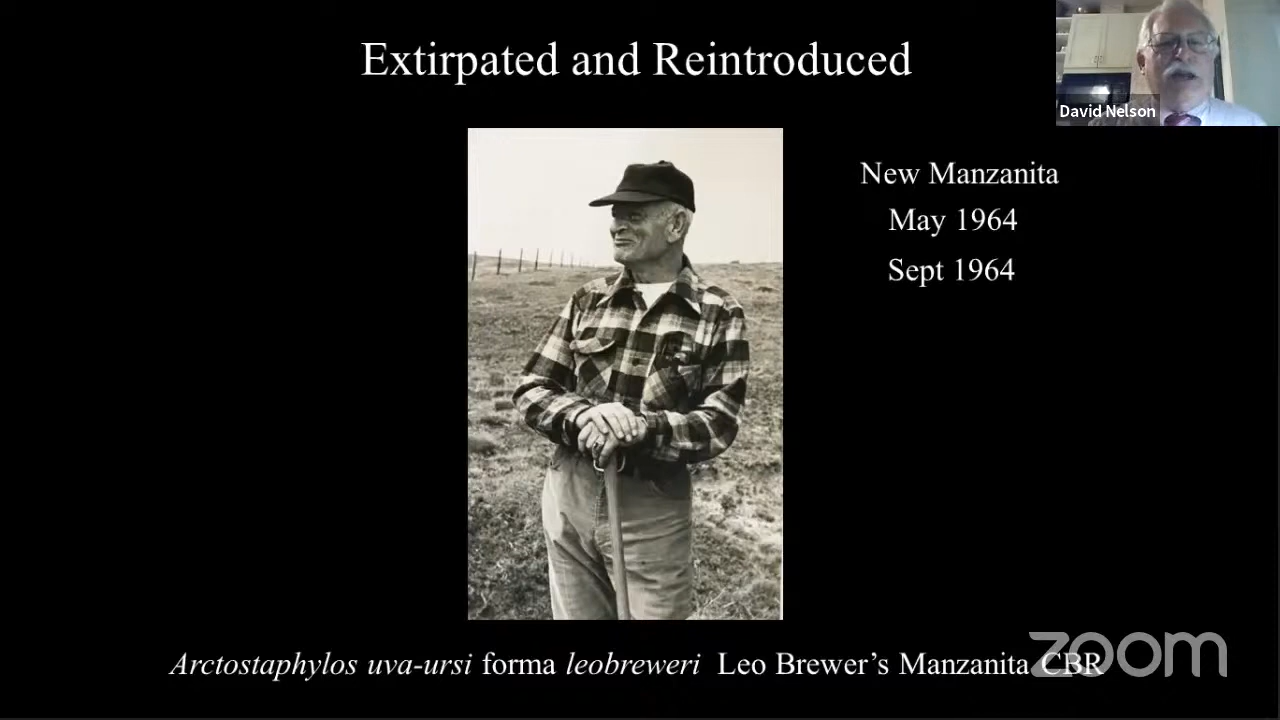 Extirpated and Reintroduced
David Nelson
New Manzanita
May 1964
Sept 1964
Arctostaphylos uva-ursi forma leobreweri Leo Brewer’s Manzanita CBR
zoom